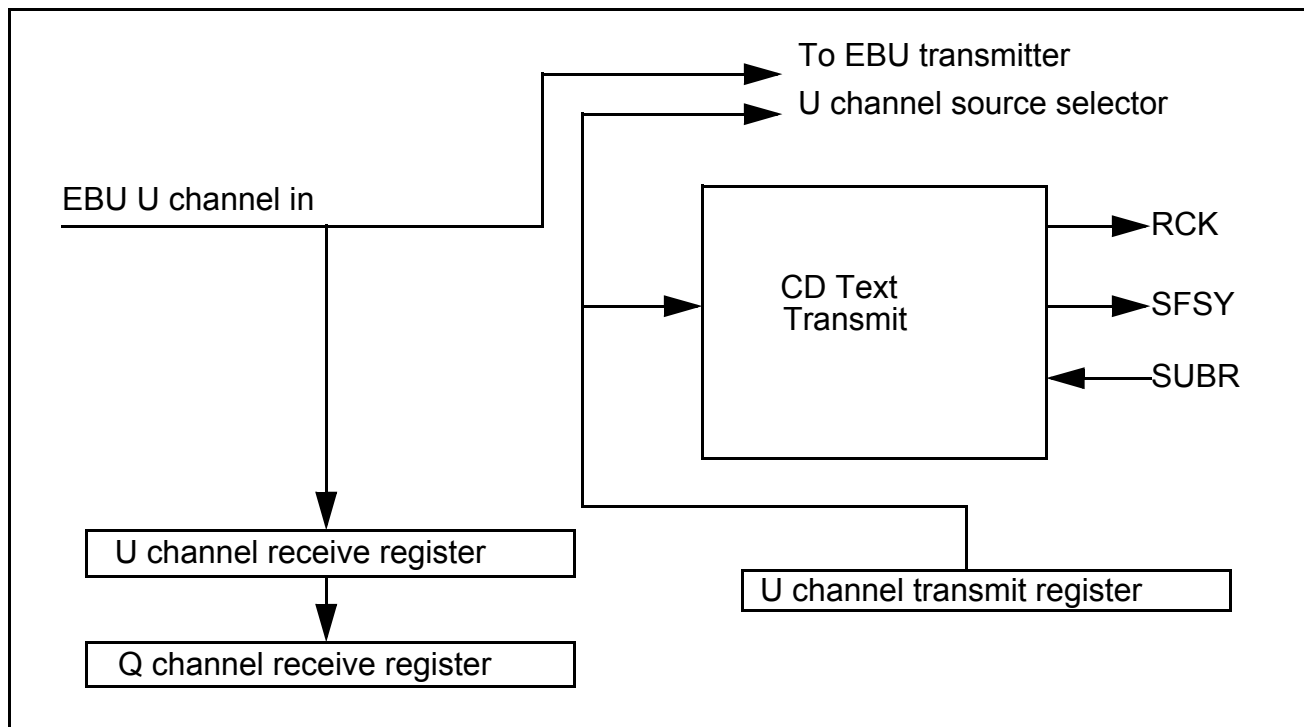 To EBU transmitter
U channel source selector
EBU U channel in
RCK
CD Text
Transmit
SFSY
SUBR
U channel receive register
U channel transmit register
Q channel receive register